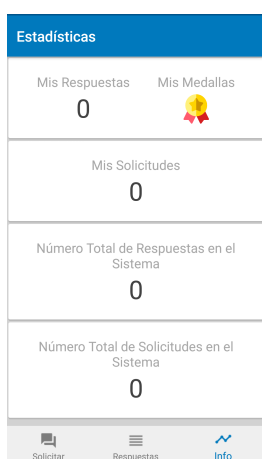 Estadísticas
Mis Respuestas Mis Medallas
0
Mis Solicitudes
0
Número Total de Respuestas en el
Sistema
0
Número Total de Solicitudes en el
Sistema
0
Solicitar Respuestas Info